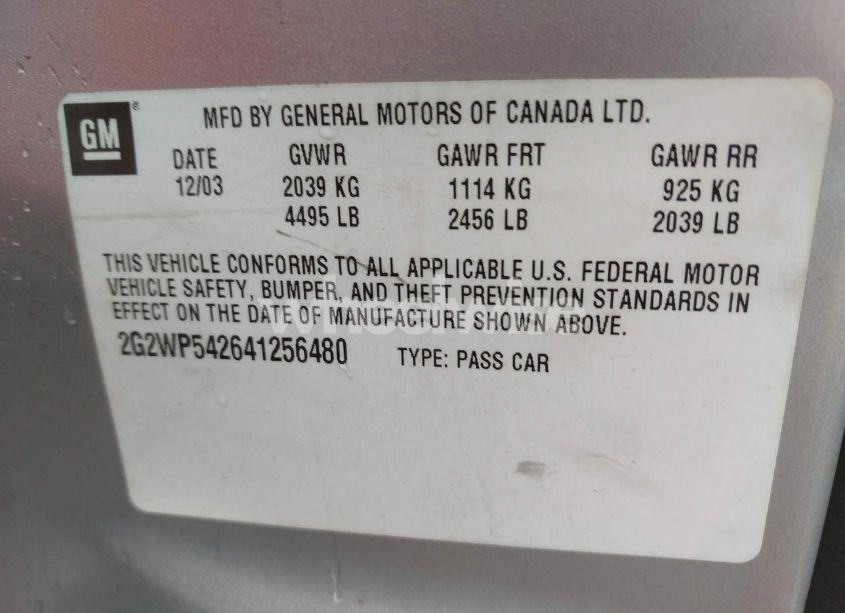 GM
MFD BY GENERAL MOTORS OF CANADA LTD.
DATE GVWR GAWR FRT GAWR RR
12/03 2039 KG 1114 KG 925 KG
4495 LB 2456 LB 2039 LB
THIS VEHICLE CONFORMS TO ALL APPLICABLE U.S. FEDERAL MOTOR
VEHICLE SAFETY, BUMPER, AND THEFT PREVENTION STANDARDS IN
EFFECT ON THE DATE OF MANUFACTURE SHOWN ABOVE.
2G2WP542641256480 TYPE: PASS CAR